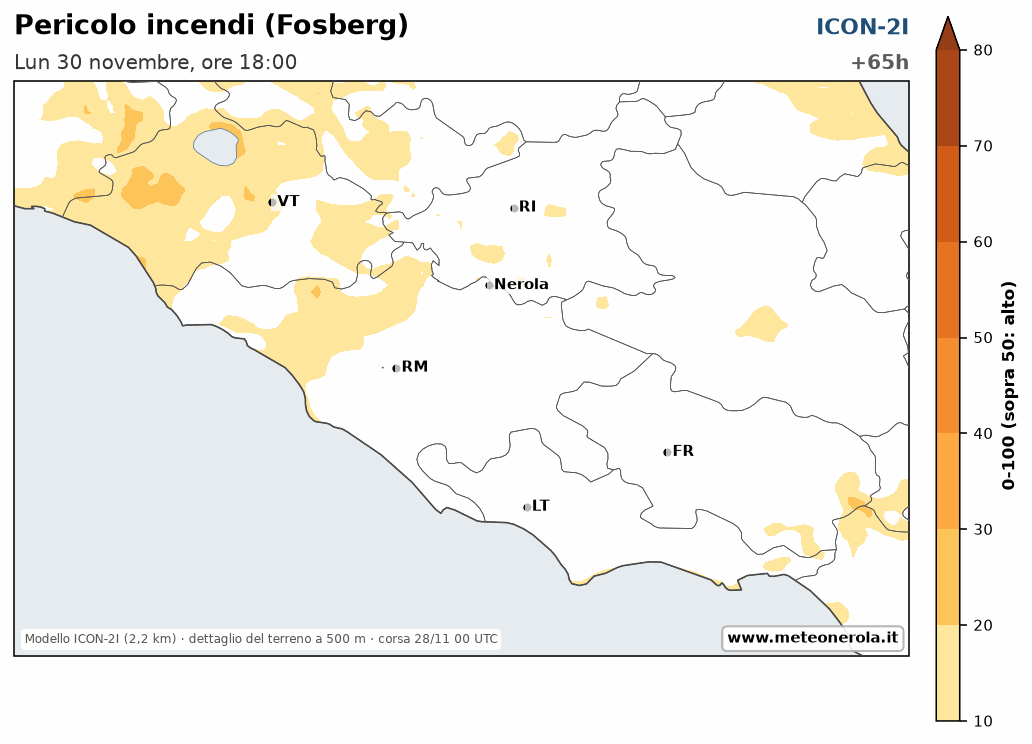 Pericolo incendi (Fosberg)
ICON-2I
Lun 30 novembre, ore 18:00
+65h
VT
RI
Nerola
RM
FR
LT
Modello ICON-2I (2,2 km) · dettaglio del terreno a 500 m · corsa 28/11 00 UTC
www.meteonerola.it
80
70
60
50
40
30
20
10
0-100 (sopra 50: alto)